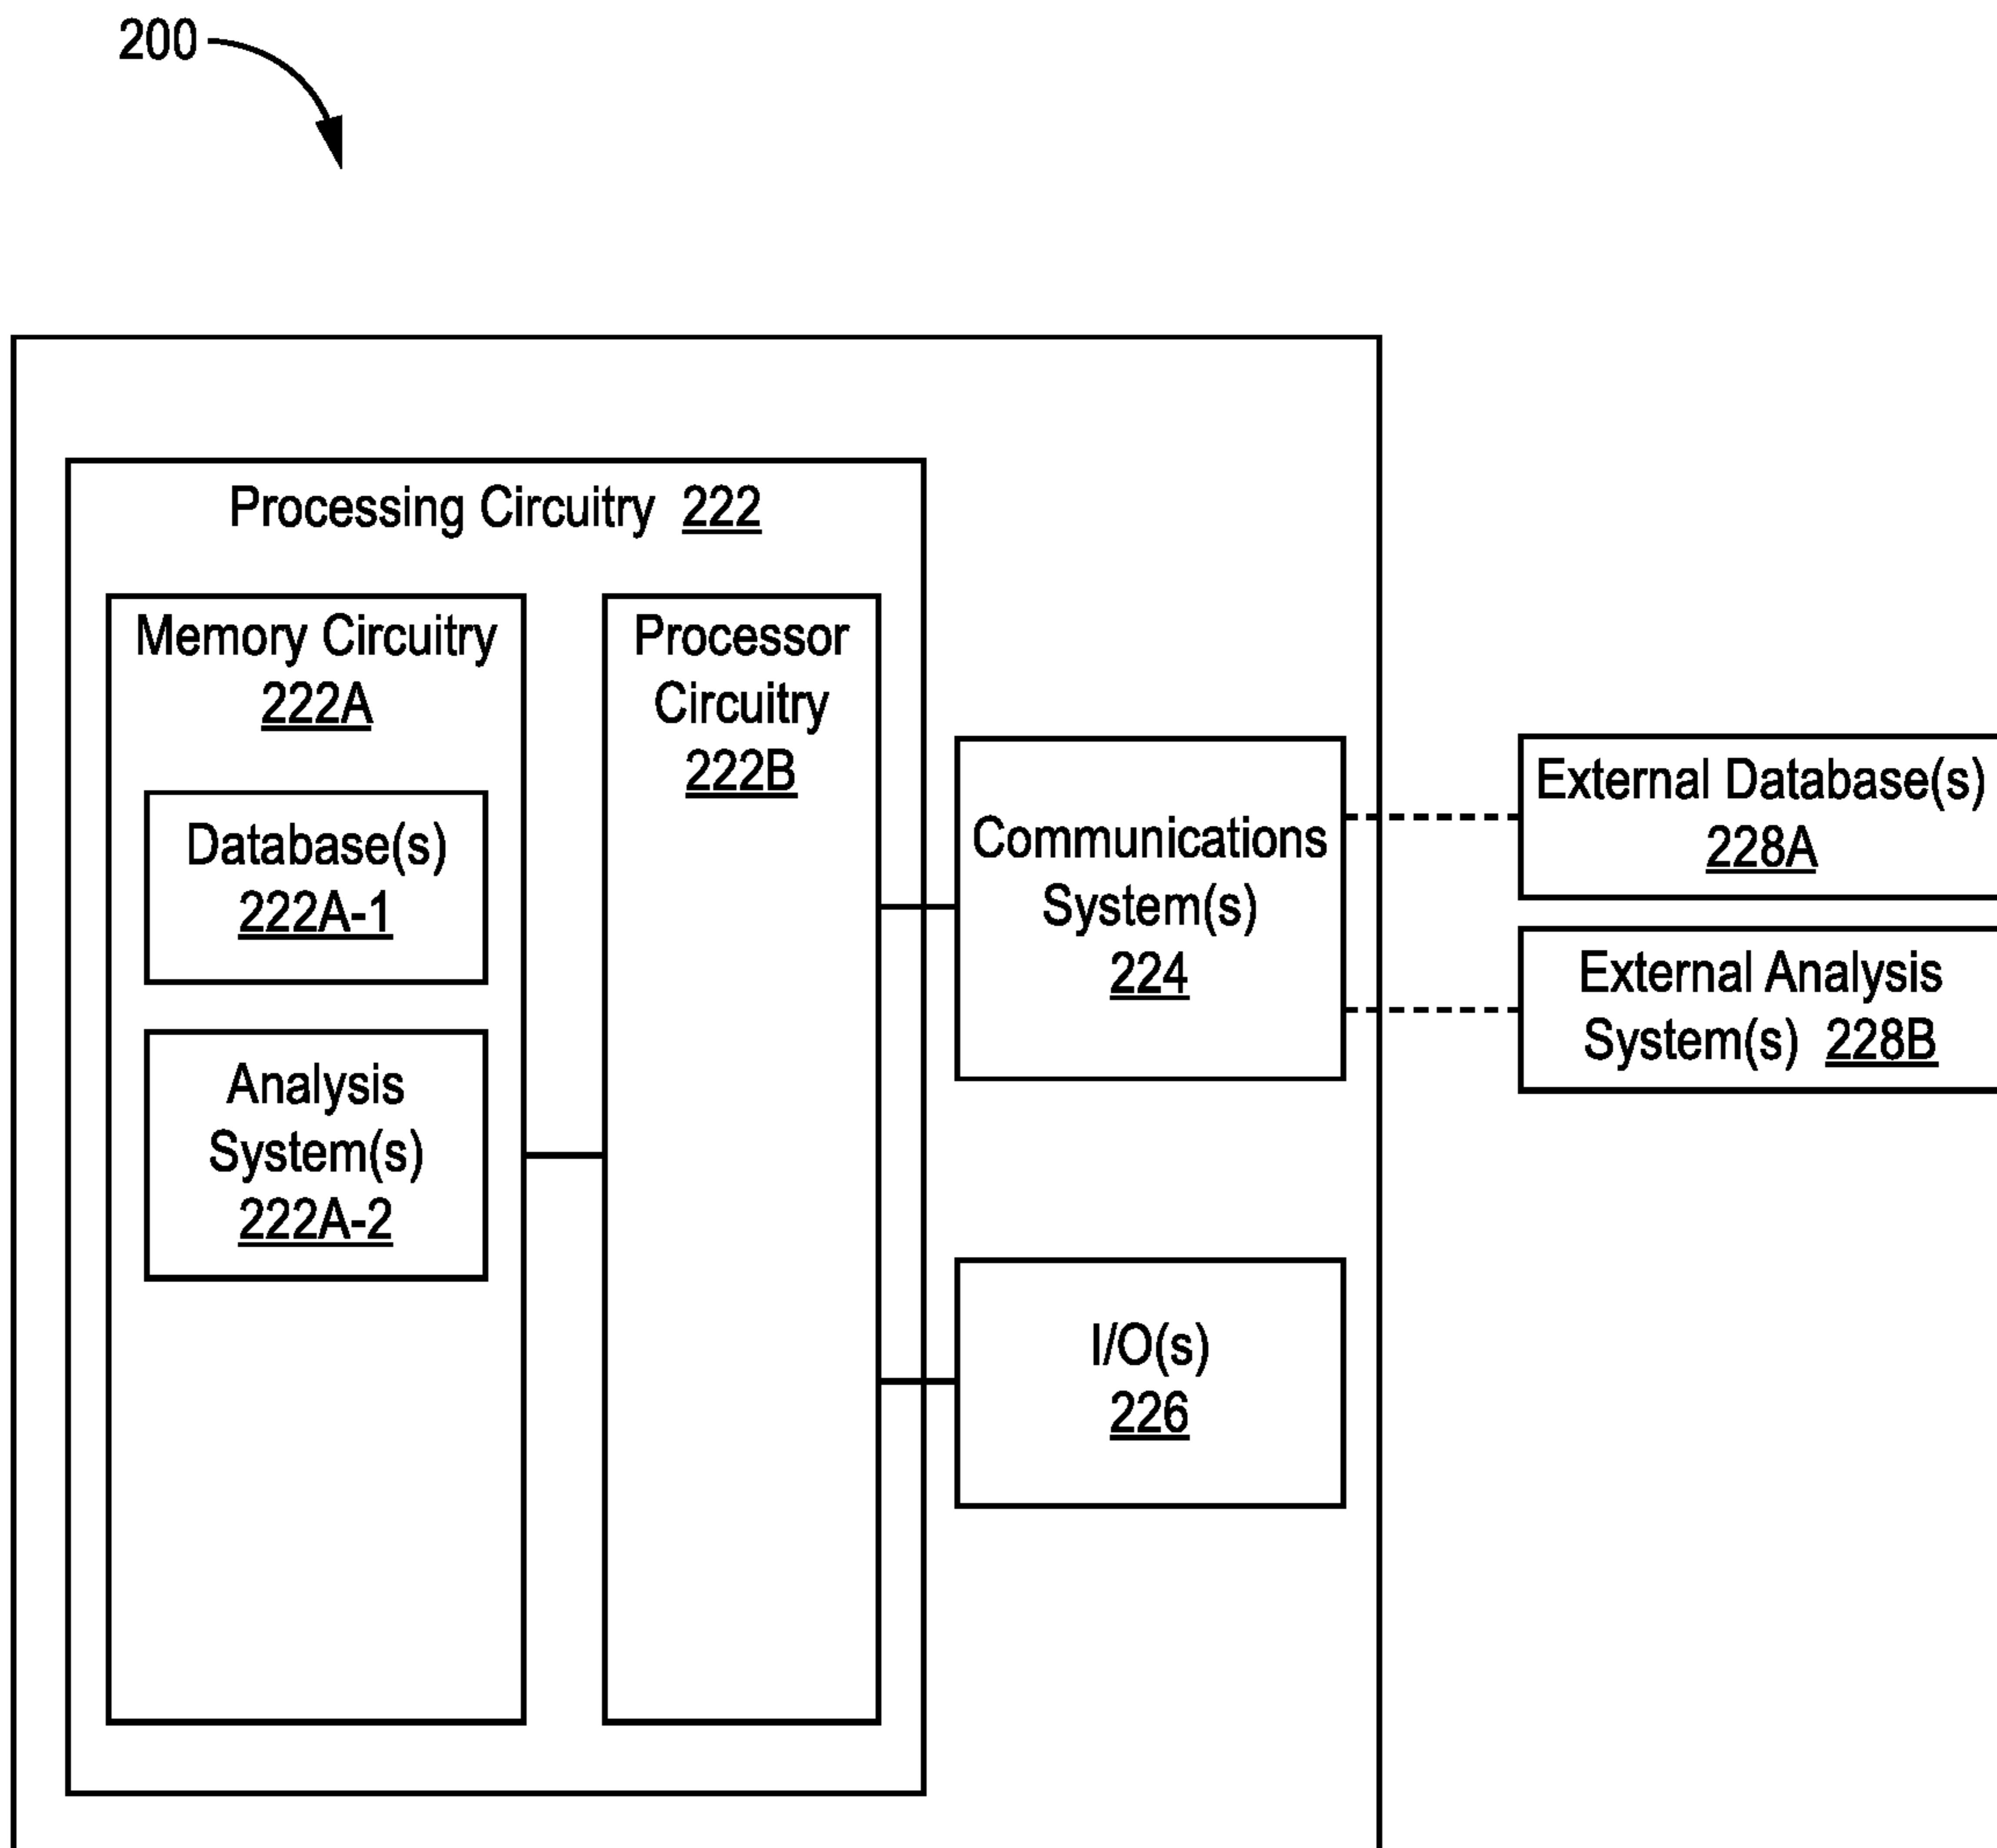 200
Processing Circuitry 222
Memory Circuitry
222A
Database(s)
222A-1
Analysis
System(s)
222A-2
Processor
Circuitry
222B
Communications
System(s)
224
I/O(s)
226
External Database(s)
228A
External Analysis
System(s) 228B